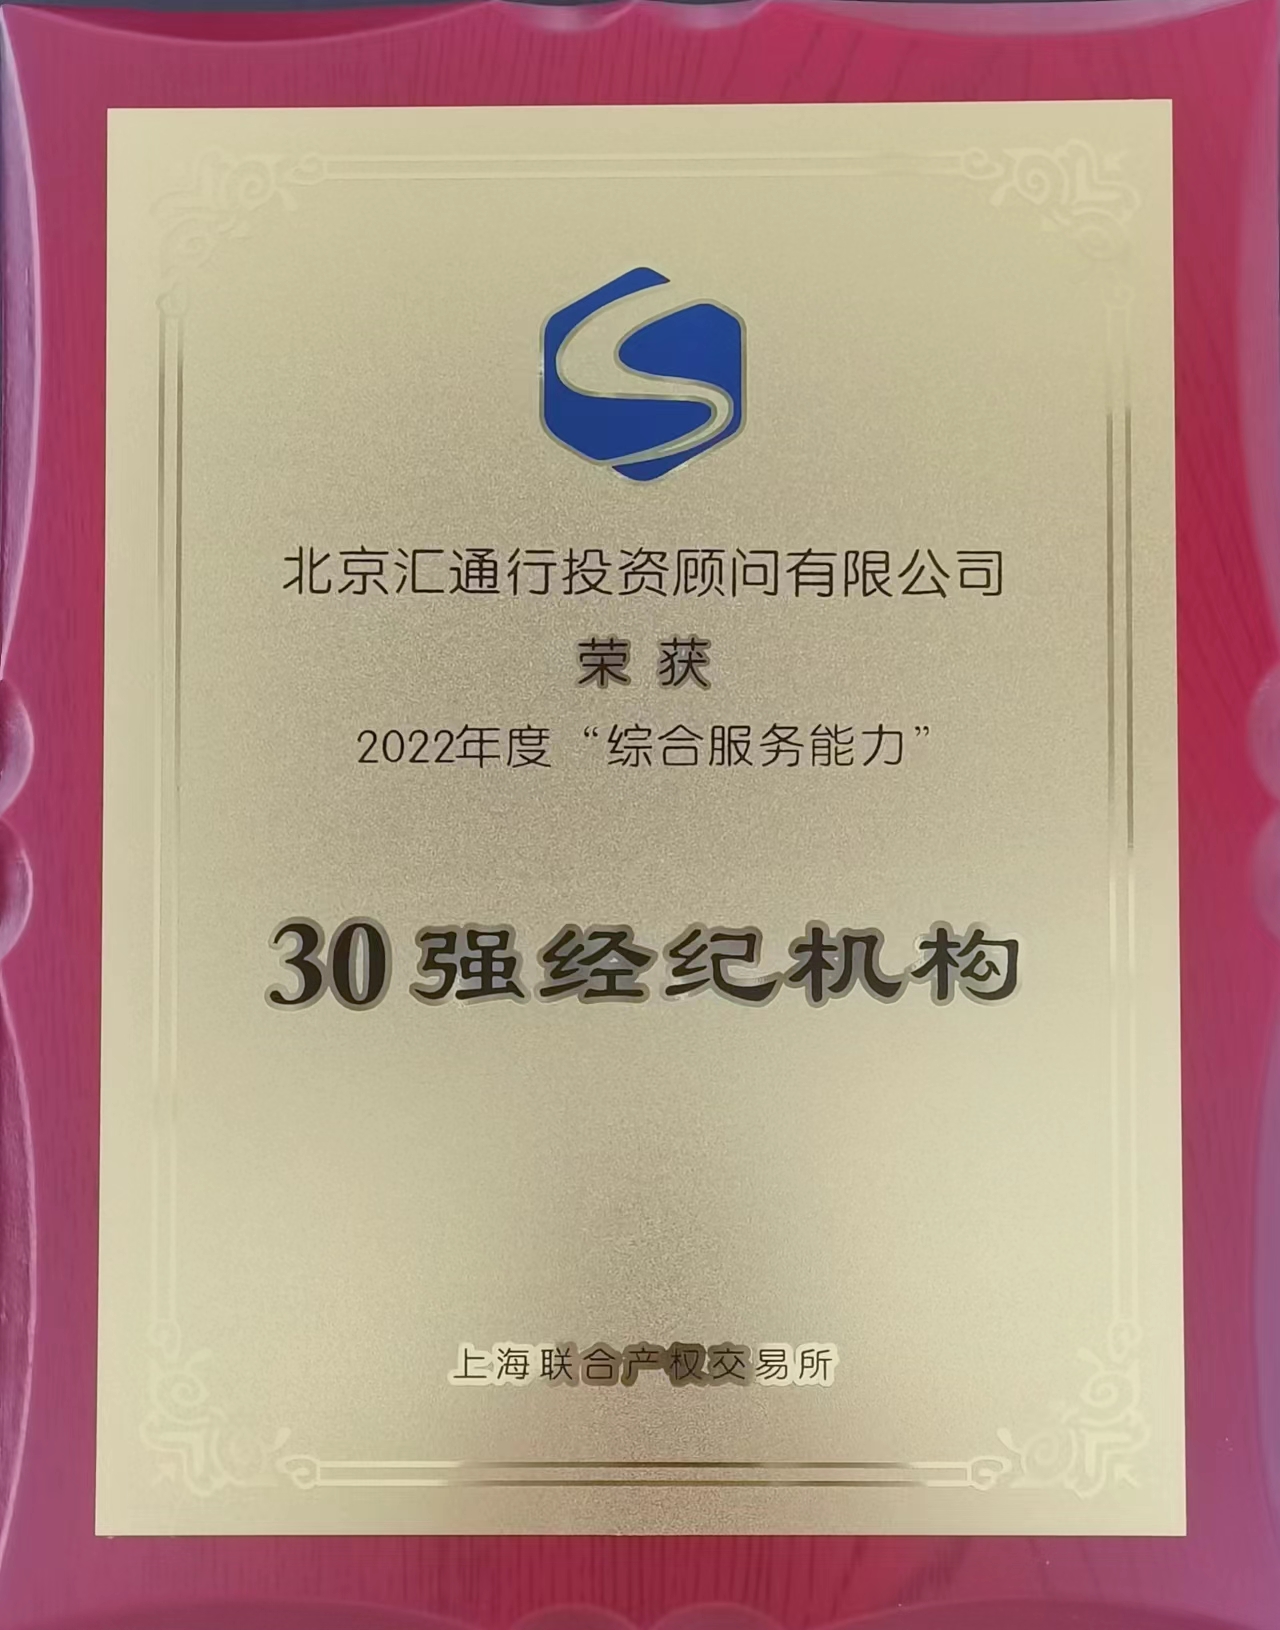 北京汇通行投资顾问有限公司
荣获
2022年度“综合服务能力”
30强经纪机构
上海联合产权交易所